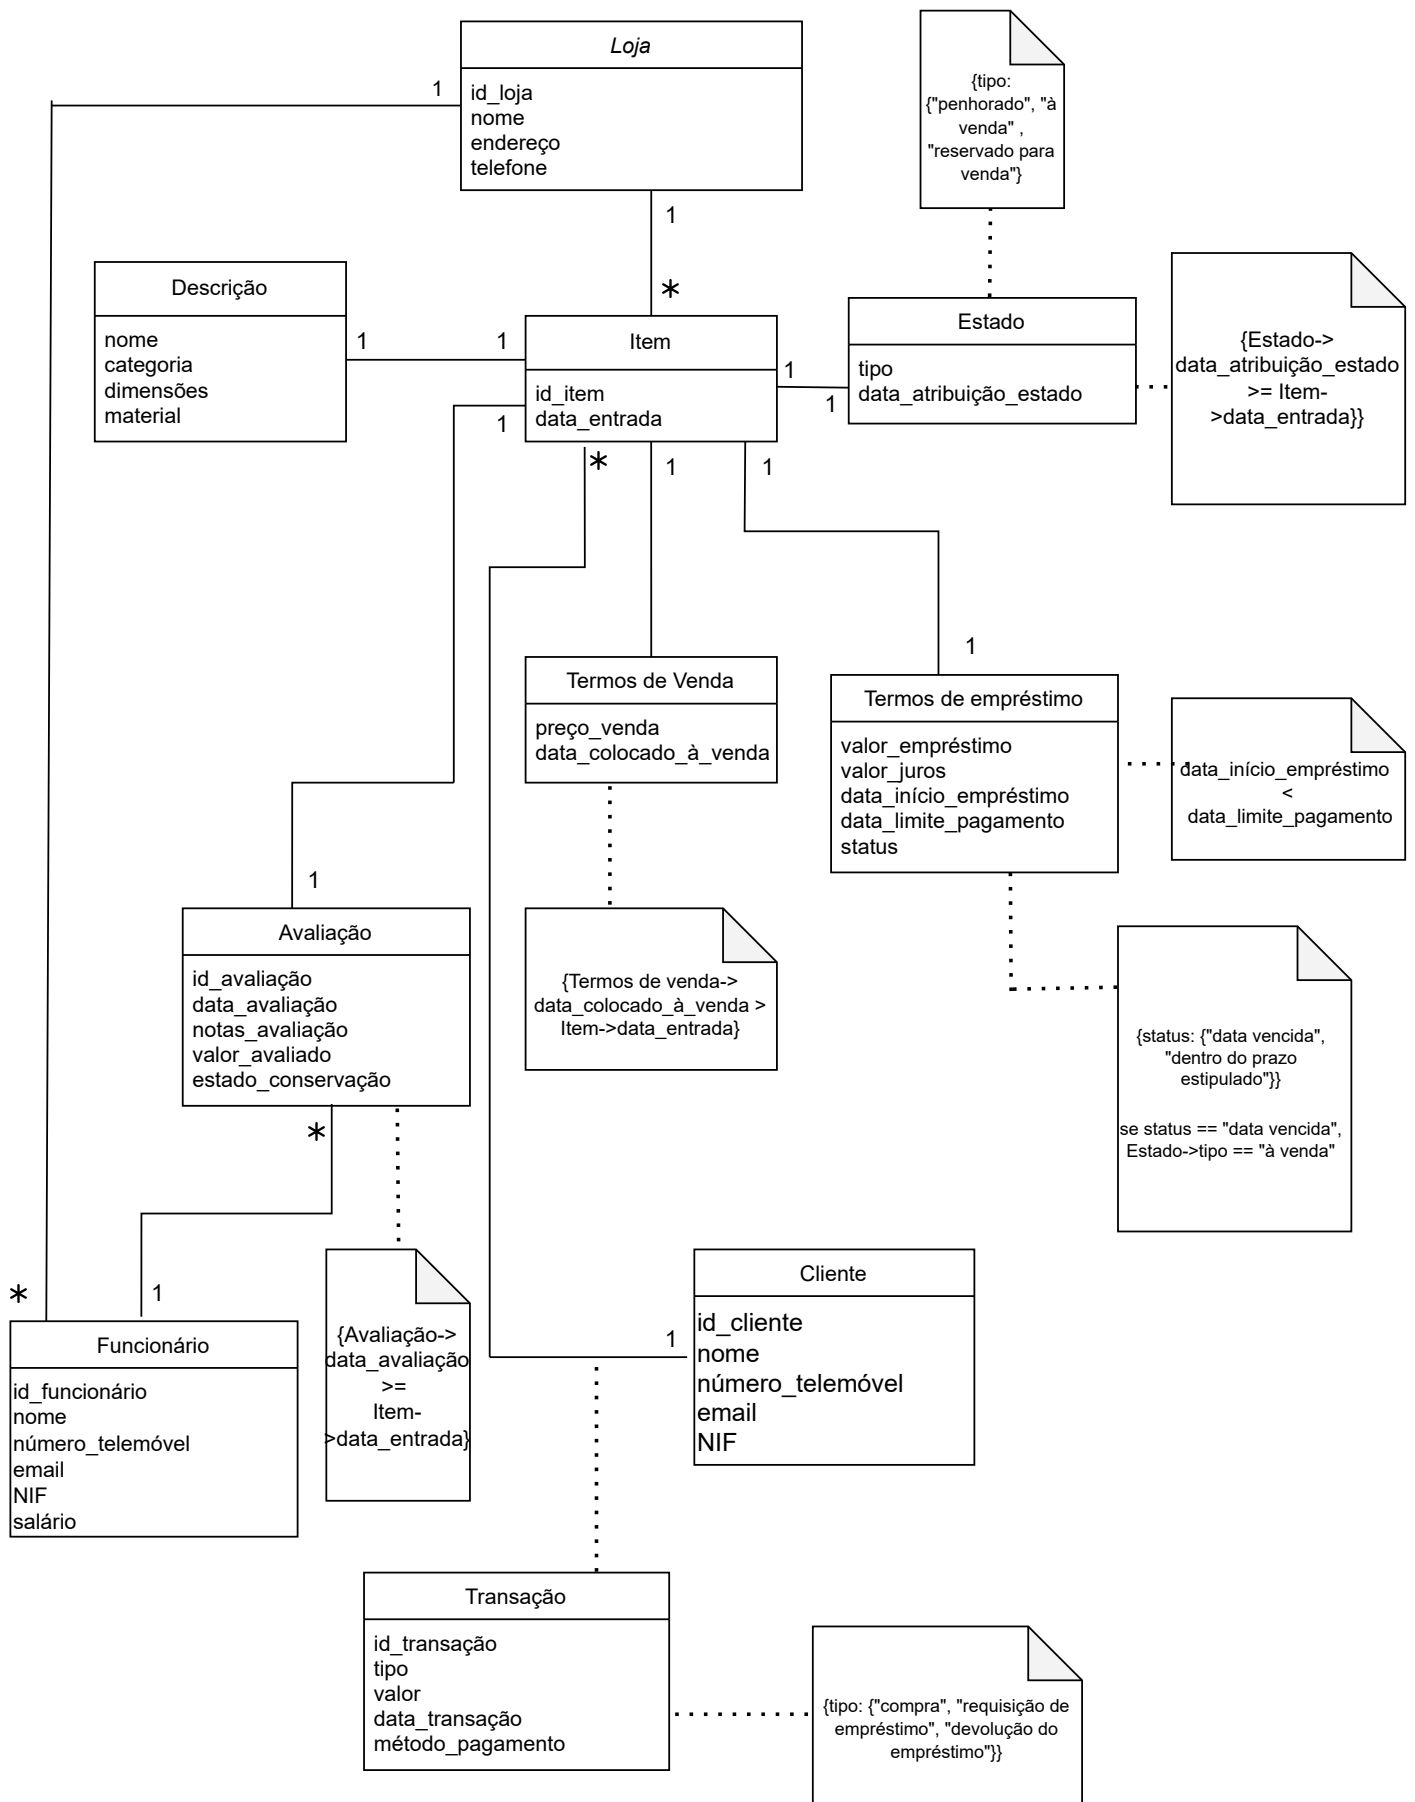 Loja
id_loja
nome
endereço
telefone
1
1
*
{tipo:
{"penhorado", "à
venda" ,
"reservado para
venda"}
Descrição
nome
categoria
dimensões
material
1
1
Item
id_item
data_entrada
1
1
Estado
tipo
data_atribuição_estado
{Estado->
data_atribuição_estado
>= Item-
>data_entrada}}
1
*
1
1
Termos de Venda
preço_venda
data_colocado_à_venda
1
Termos de empréstimo
valor_empréstimo
valor_juros
data_início_empréstimo
data_limite_pagamento
status
data_início_empréstimo
<
data_limite_pagamento
1
Avaliação
id_avaliação
data_avaliação
notas_avaliação
valor_avaliado
estado_conservação
{Termos de venda->
data_colocado_à_venda >
Item->data_entrada}
{status: {"data vencida",
"dentro do prazo
estipulado"}}
se status == "data vencida",
Estado->tipo == "à venda"
*
*
1
Funcionário
id_funcionário
nome
número_telemóvel
email
NIF
salário
{Avaliação->
data_avaliação
>=
Item-
>data_entrada}
1
Cliente
id_cliente
nome
número_telemóvel
email
NIF
Transação
id_transação
tipo
valor
data_transação
método_pagamento
{tipo: {"compra", "requisição de
empréstimo", "devolução do
empréstimo"}}